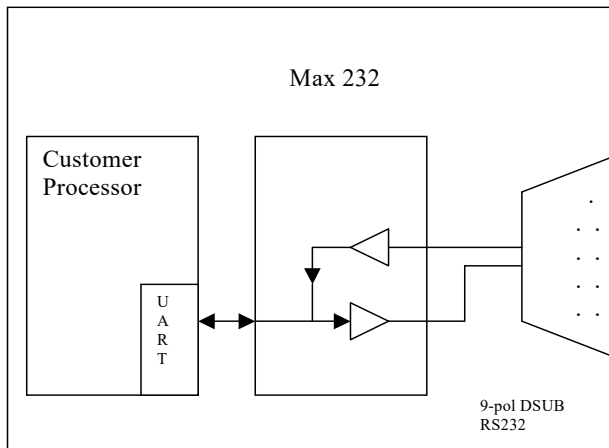 Max 232
Customer
Processor
U
A
R
T
9-pol DSUB
RS232